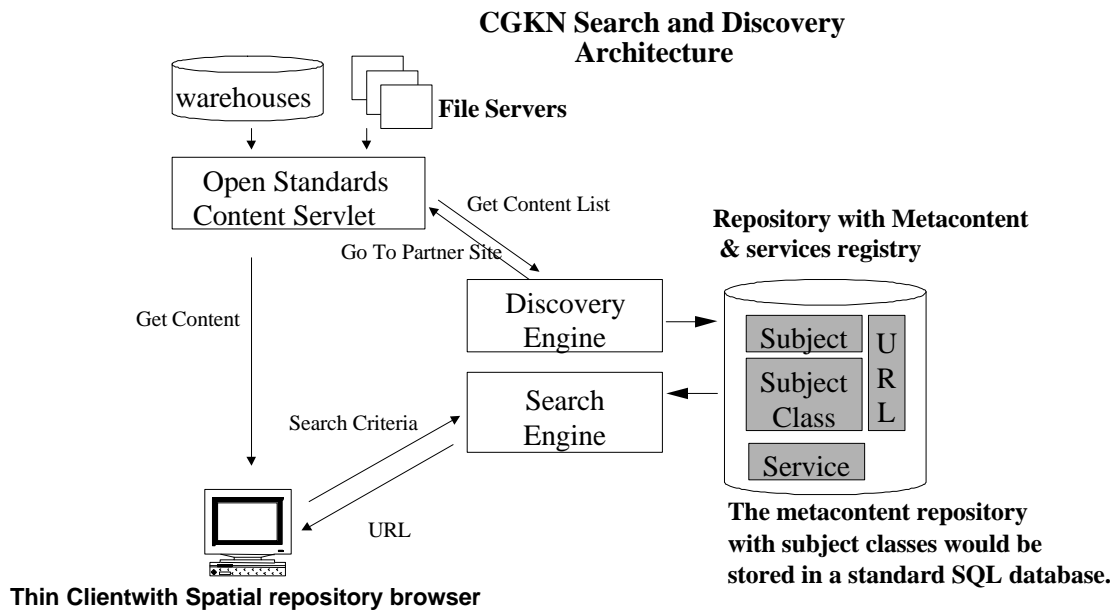 CGKN Search and Discovery
Architecture
warehouses
File Servers
Open Standards
Content Servlet
Get Content List
Go To Partner Site
Repository with Metacontent
& services registry
Discovery
Engine
Get Content
Subject
URL
Subject
Class
Search
Engine
Search Criteria
Service
URL
The metacontent repository
with subject classes would be
stored in a standard SQL database.
Thin Clientwith Spatial repository browser